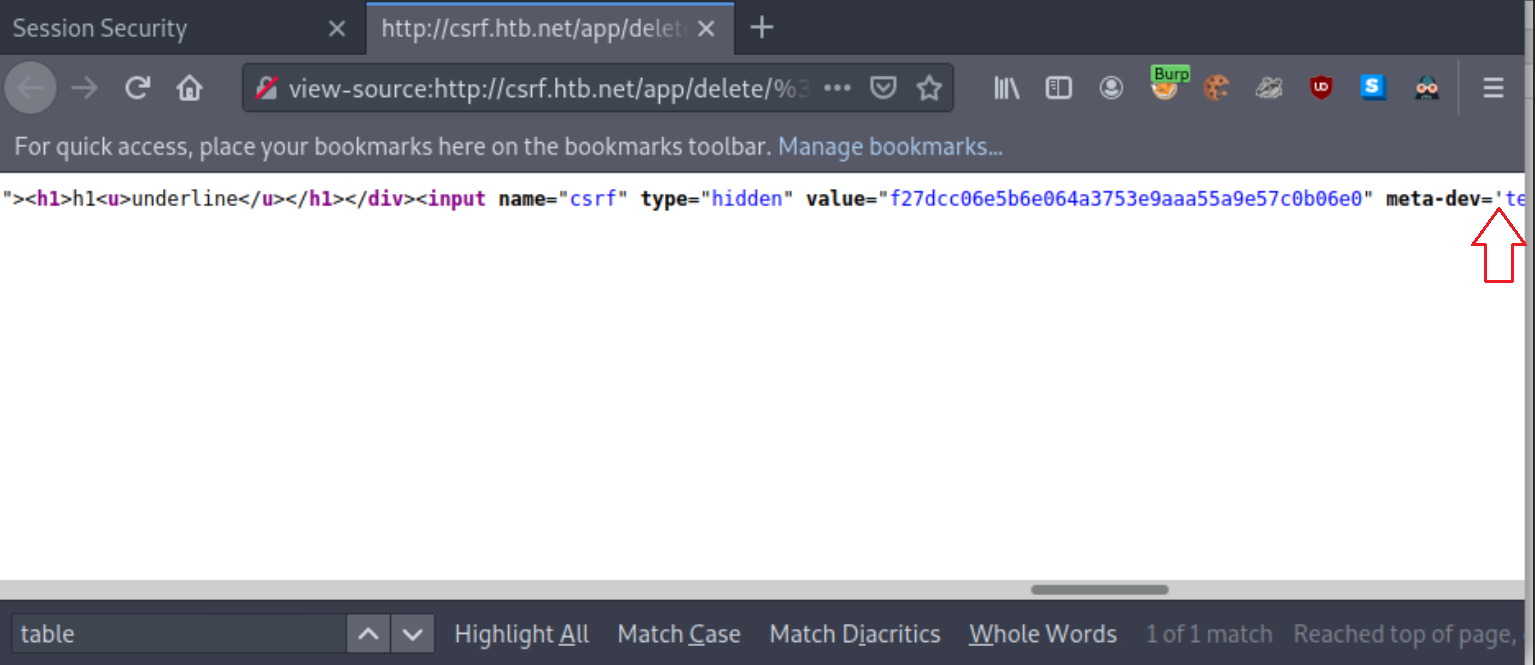 Session Security
http://csrf.htb.net/app/delet
Burp
view-source:http://csrf.htb.net/app/delete/%3
For quick access, place your bookmarks here on the bookmarks toolbar. Manage bookmarks...
"><h1>h1<u>underline</u></h1></div><input name="csrf" type="hidden" value="f27dcc06e5b6e064a3753e9aaa55a9e57c0b06e0" meta-dev='te
table Highlight All Match Case Match Diacritics Whole Words 1 of 1 match Reached top of page,